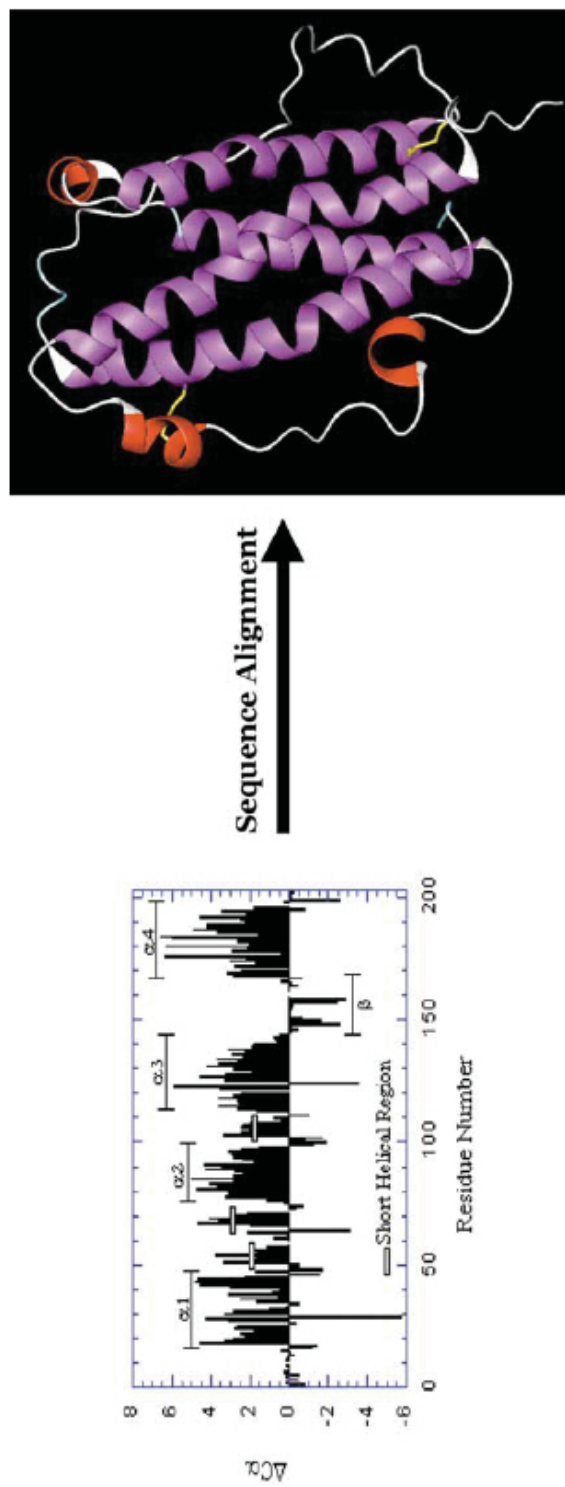 Sequence Alignment
8
6
4
2
0
-2
-4
-6
ΔCα
α1
α2
α3
α4
β
Short Helical Region
0
50
100
150
200
Residue Number